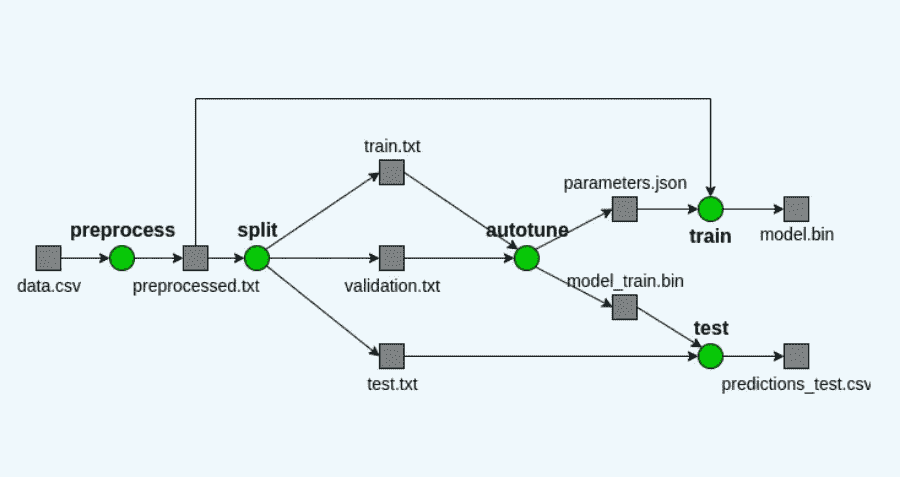 train.txt
parameters.json
preprocess
split
autotune
train
model.bin
data.csv
preprocessed.txt
validation.txt
model_train.bin
test
test.txt
predictions_test.csv